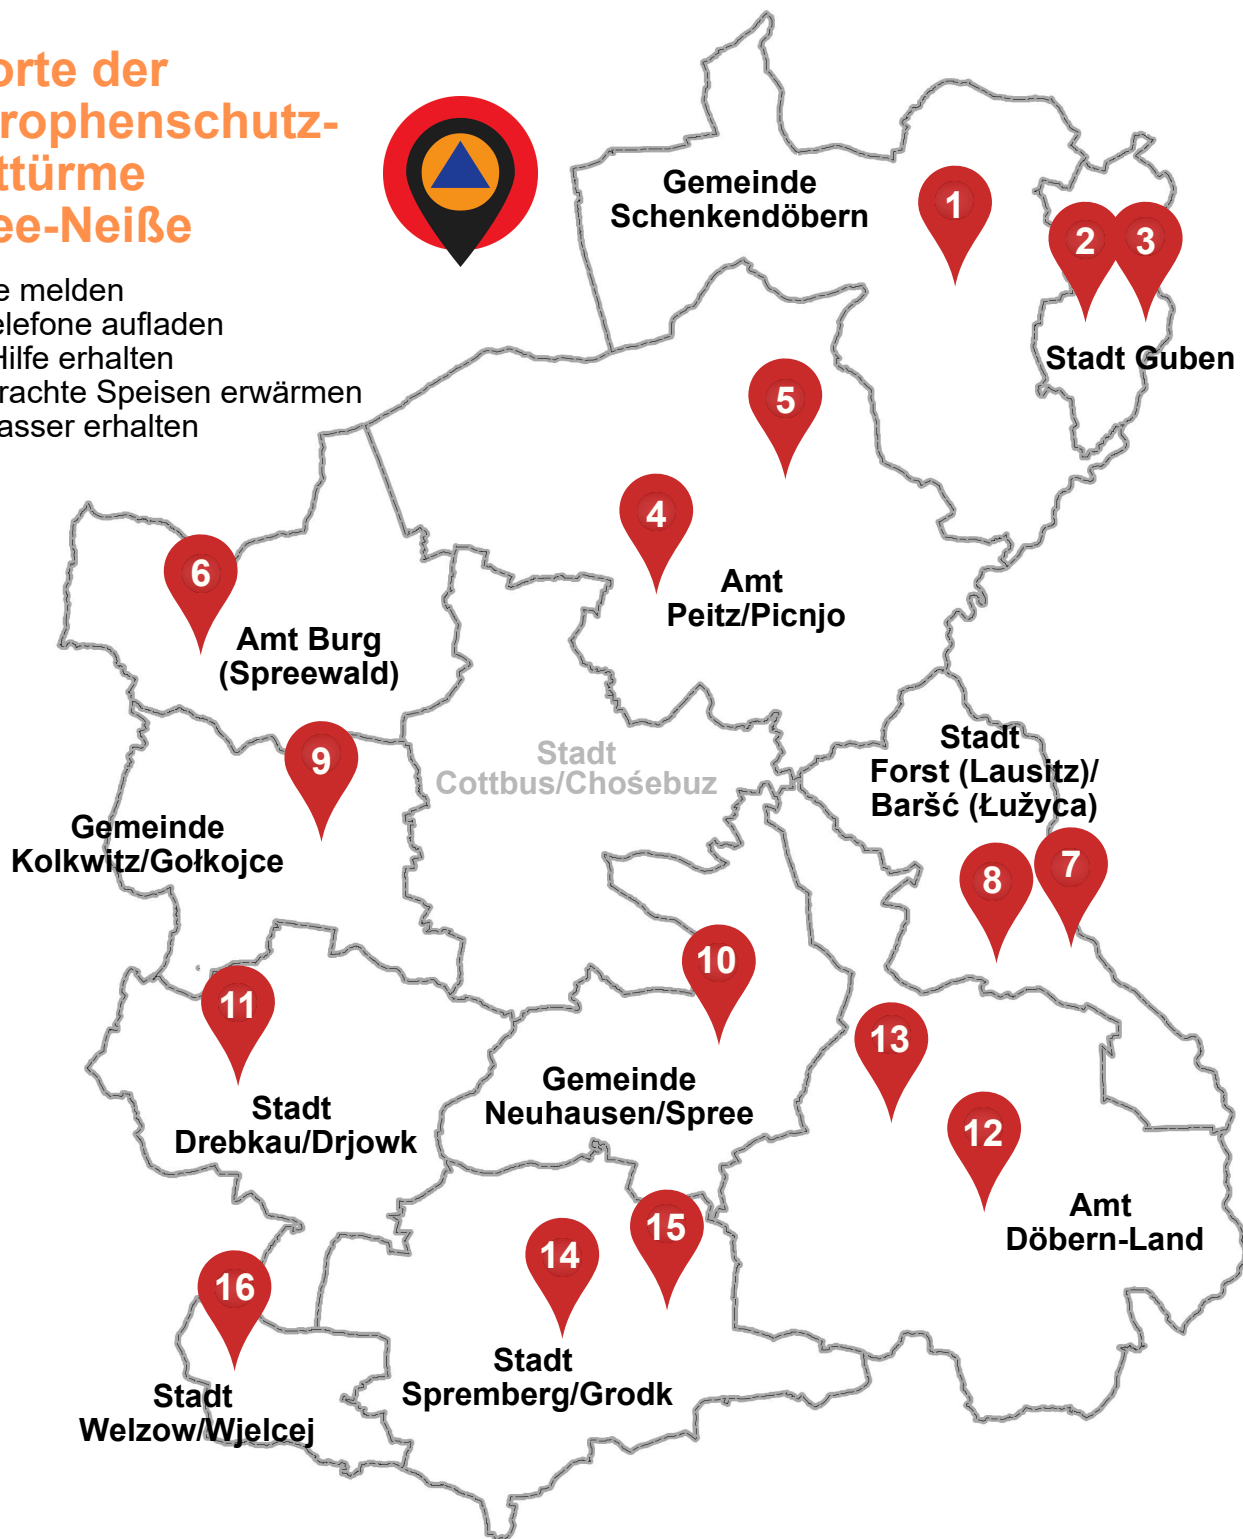 orte der
rophenschutz-
ttürme
ee-Neiße
e melden
elefone aufladen
Hilfe erhalten
rachte Speisen erwärmen
asser erhalten
Gemeinde
Schenkendöbern
1
2
3
Stadt Guben
5
4
Amt
Peitz/Picnjo
6
Amt Burg
(Spreewald)
9
Gemeinde
Kolkwitz/Gołkojce
Stadt
Cottbus/Chośebuz
Stadt
Forst (Lausitz)/
Baršć (Łužyca)
8
7
10
11
Stadt
Drebkau/Drjowk
Gemeinde
Neuhausen/Spree
13
12
Amt
Döbern-Land
14
15
Stadt
Spremberg/Grodk
16
Stadt
Welzow/Wjelcej